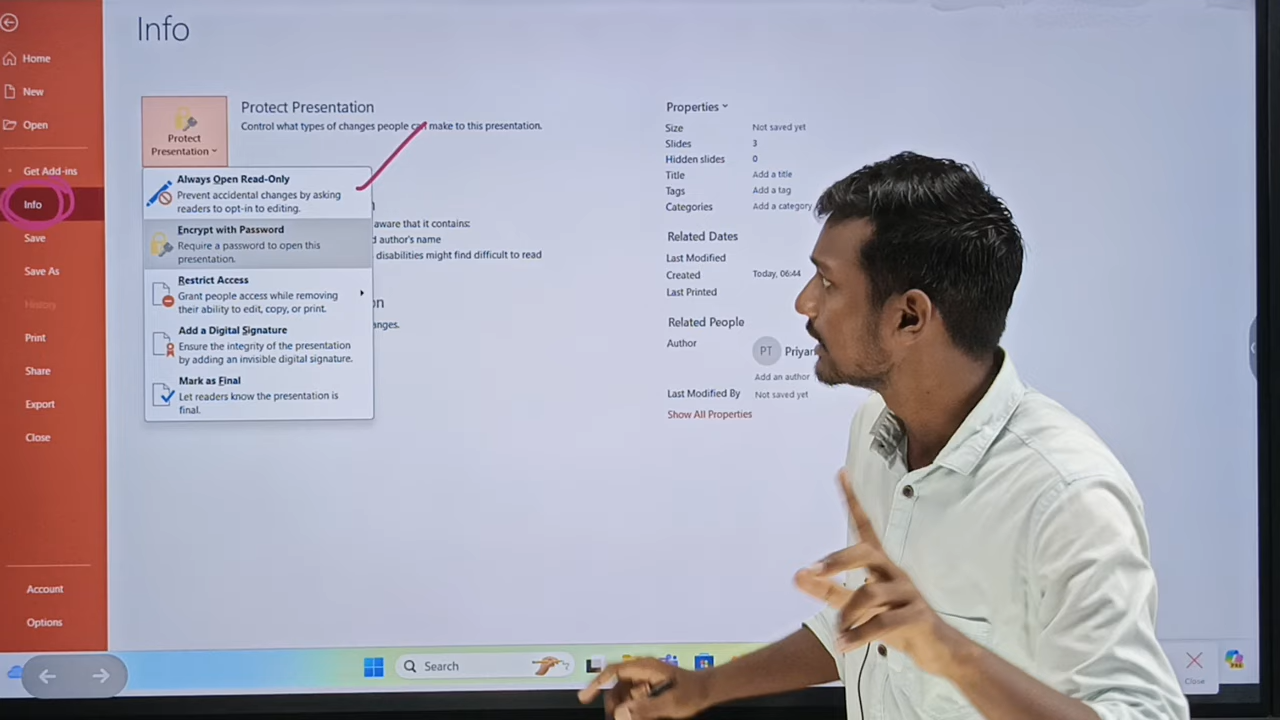 Info
Home
New
Open
Get Add-ins
Info
Save
Save As
History
Print
Share
Export
Close
Account
Options
Protect Presentation
Protect Presentation
Control what types of changes people can make to this presentation.
Always Open Read-Only
Prevent accidental changes by asking
readers to opt-in to editing.
Encrypt with Password
Require a password to open this
presentation.
Restrict Access
Grant people access while removing
their ability to edit, copy, or print.
Add a Digital Signature
Ensure the integrity of the presentation
by adding an invisible digital signature.
Mark as Final
Let readers know the presentation is
final.
aware that it contains:
author's name
disabilities might find difficult to read
Properties
Size Not saved yet
Slides 3
Hidden slides 0
Title Add a title
Tags Add a tag
Categories Add a category
Related Dates
Last Modified
Created Today, 06:44
Last Printed
Related People
Author
PT Priyan
Add an author
Last Modified By Not saved yet
Show All Properties
Search
Close